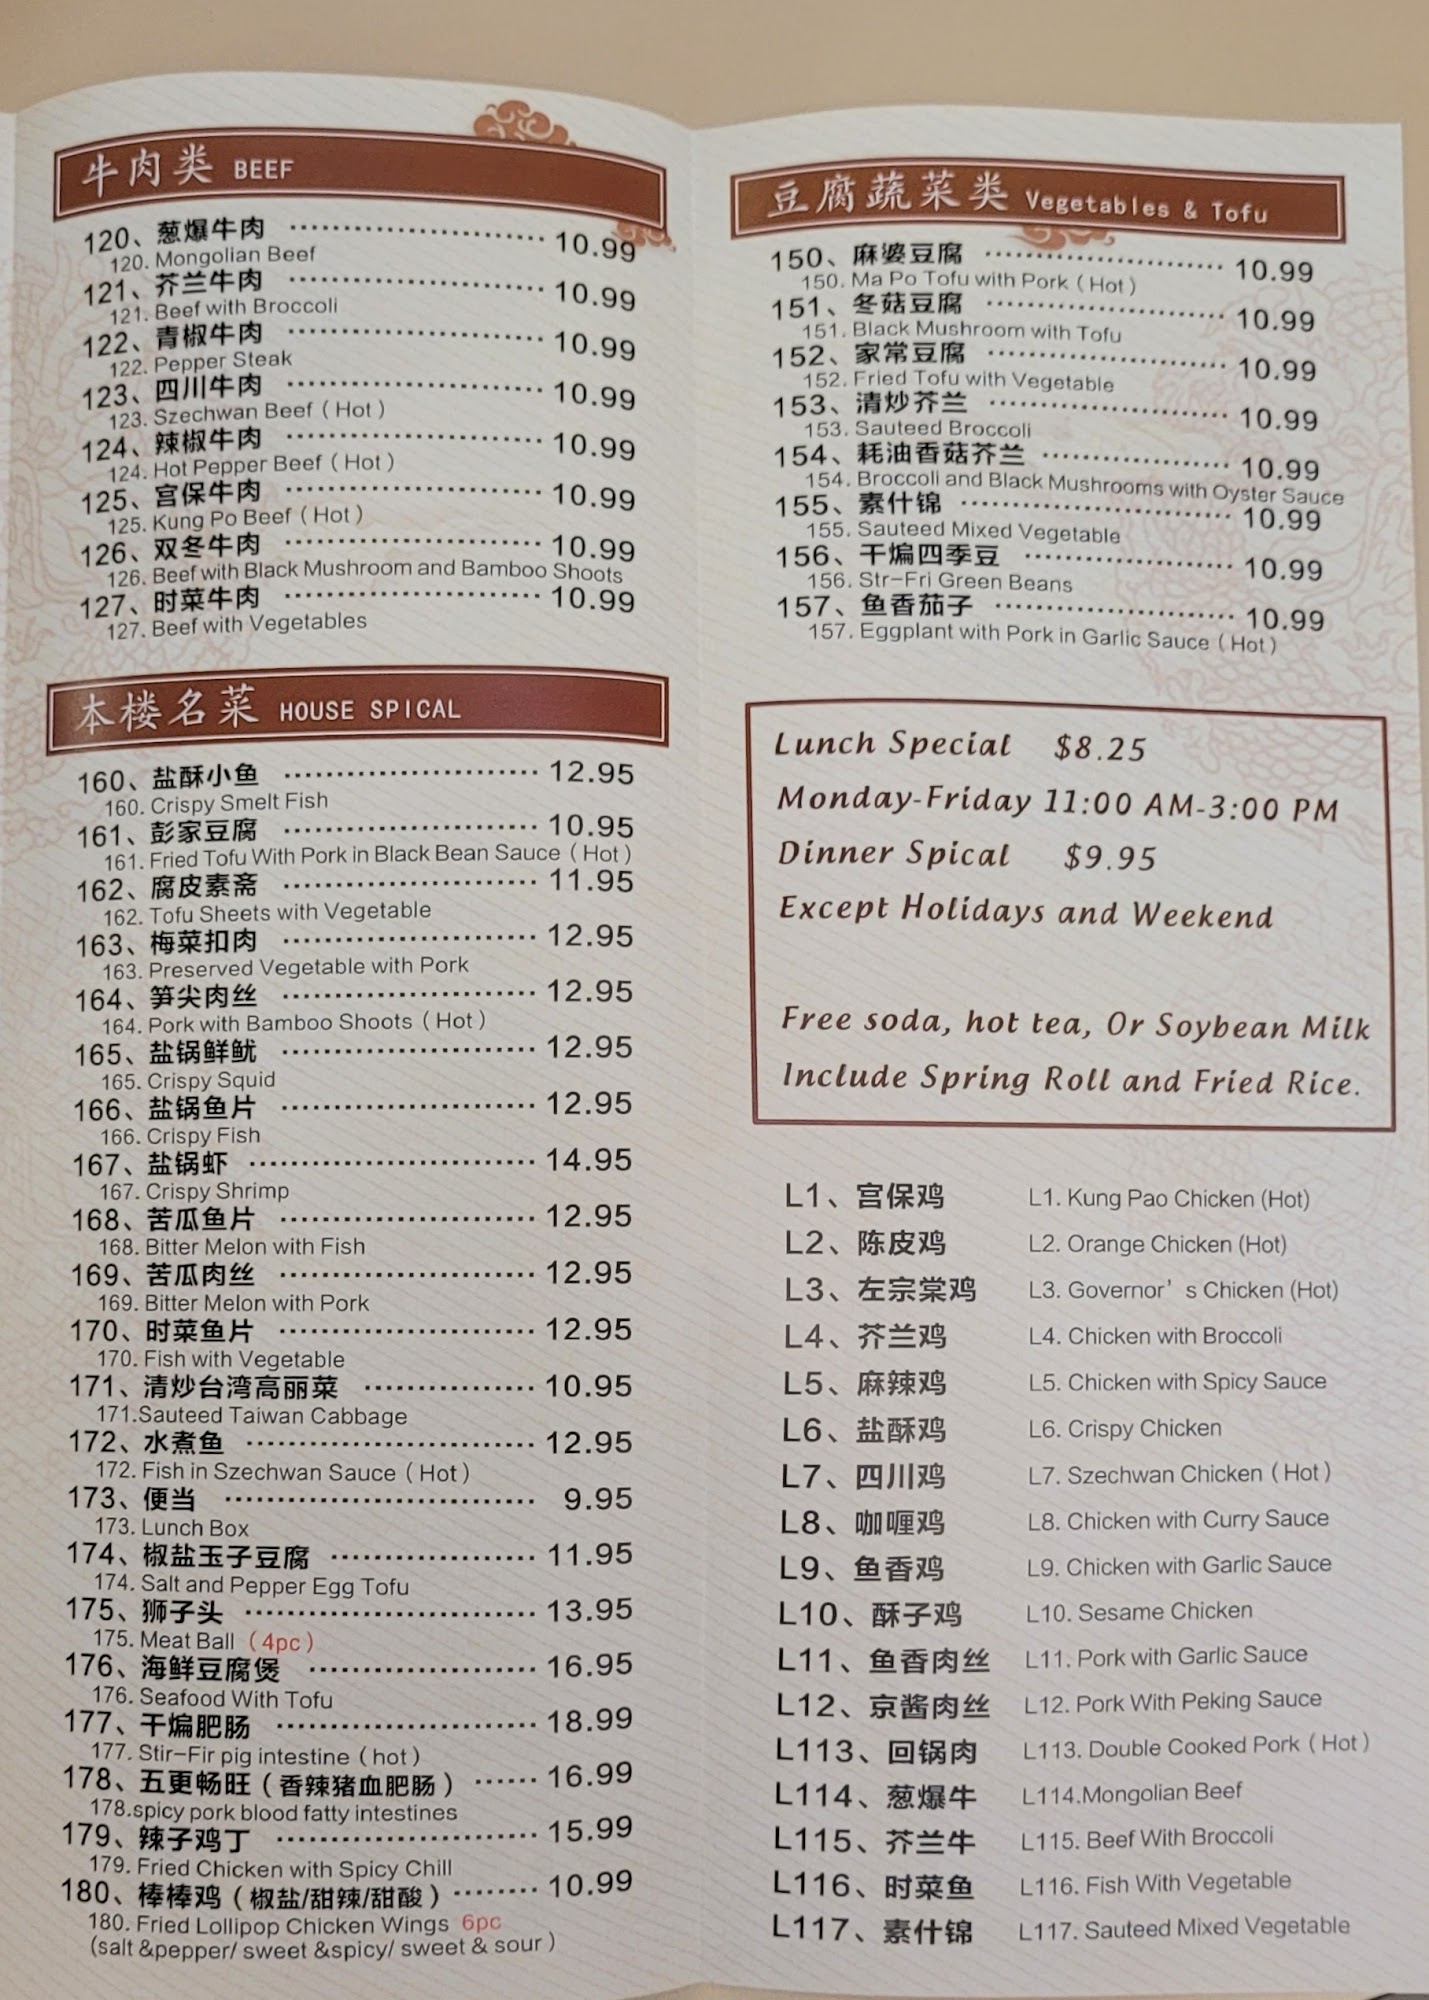 牛肉类 BEEF
120、葱爆牛肉 10.99
120. Mongolian Beef
121、芥兰牛肉 10.99
121. Beef with Broccoli
122、青椒牛肉 10.99
122. Pepper Steak
123、四川牛肉 10.99
123. Szechwan Beef（Hot）
124、辣椒牛肉 10.99
124. Hot Pepper Beef（Hot）
125、宫保牛肉 10.99
125. Kung Po Beef（Hot）
126、双冬牛肉 10.99
126. Beef with Black Mushroom and Bamboo Shoots
127、时菜牛肉 10.99
127. Beef with Vegetables
本楼名菜 HOUSE SPICAL
160、盐酥小鱼 12.95
160. Crispy Smelt Fish
161、彭家豆腐 10.95
161. Fried Tofu With Pork in Black Bean Sauce（Hot）
162、腐皮素斋 11.95
162. Tofu Sheets with Vegetable
163、梅菜扣肉 12.95
163. Preserved Vegetable with Pork
164、笋尖肉丝 12.95
164. Pork with Bamboo Shoots（Hot）
165、盐锅鲜鱿 12.95
165. Crispy Squid
166、盐锅鱼片 12.95
166. Crispy Fish
167、盐锅虾 14.95
167. Crispy Shrimp
168、苦瓜鱼片 12.95
168. Bitter Melon with Fish
169、苦瓜肉丝 12.95
169. Bitter Melon with Pork
170、时菜鱼片 12.95
170. Fish with Vegetable
171、清炒台湾高丽菜 10.95
171.Sauteed Taiwan Cabbage
172、水煮鱼 12.95
172. Fish in Szechwan Sauce（Hot）
173、便当 9.95
173. Lunch Box
174、椒盐玉子豆腐 11.95
174. Salt and Pepper Egg Tofu
175、狮子头 13.95
175. Meat Ball（4pc）
176、海鲜豆腐煲 16.95
176. Seafood With Tofu
177、干煸肥肠 18.99
177. Stir-Fir pig intestine（hot）
178、五更畅旺（香辣猪血肥肠） 16.99
178.spicy pork blood fatty intestines
179、辣子鸡丁 15.99
179. Fried Chicken with Spicy Chill
180、棒棒鸡（椒盐/甜辣/甜酸） 10.99
180. Fried Lollipop Chicken Wings 6pc
(salt &pepper/ sweet &spicy/ sweet & sour）
豆腐蔬菜类 Vegetables & Tofu
150、麻婆豆腐 10.99
150. Ma Po Tofu with Pork（Hot）
151、冬菇豆腐 10.99
151. Black Mushroom with Tofu
152、家常豆腐 10.99
152. Fried Tofu with Vegetable
153、清炒芥兰 10.99
153. Sauteed Broccoli
154、耗油香菇芥兰 10.99
154. Broccoli and Black Mushrooms with Oyster Sauce
155、素什锦 10.99
155. Sauteed Mixed Vegetable
156、干煸四季豆 10.99
156. Str-Fri Green Beans
157、鱼香茄子 10.99
157. Eggplant with Pork in Garlic Sauce（Hot）
Lunch Special $8.25
Monday-Friday 11:00 AM-3:00 PM
Dinner Spical $9.95
Except Holidays and Weekend
Free soda, hot tea, Or Soybean Milk
Include Spring Roll and Fried Rice.
L1、宫保鸡 L1. Kung Pao Chicken (Hot)
L2、陈皮鸡 L2. Orange Chicken (Hot)
L3、左宗棠鸡 L3. Governor's Chicken (Hot)
L4、芥兰鸡 L4. Chicken with Broccoli
L5、麻辣鸡 L5. Chicken with Spicy Sauce
L6、盐酥鸡 L6. Crispy Chicken
L7、四川鸡 L7. Szechwan Chicken（Hot）
L8、咖喱鸡 L8. Chicken with Curry Sauce
L9、鱼香鸡 L9. Chicken with Garlic Sauce
L10、酥子鸡 L10. Sesame Chicken
L11、鱼香肉丝 L11. Pork with Garlic Sauce
L12、京酱肉丝 L12. Pork With Peking Sauce
L113、回锅肉 L113. Double Cooked Pork（Hot）
L114、葱爆牛 L114.Mongolian Beef
L115、芥兰牛 L115. Beef With Broccoli
L116、时菜鱼 L116. Fish With Vegetable
L117、素什锦 L117. Sauteed Mixed Vegetable